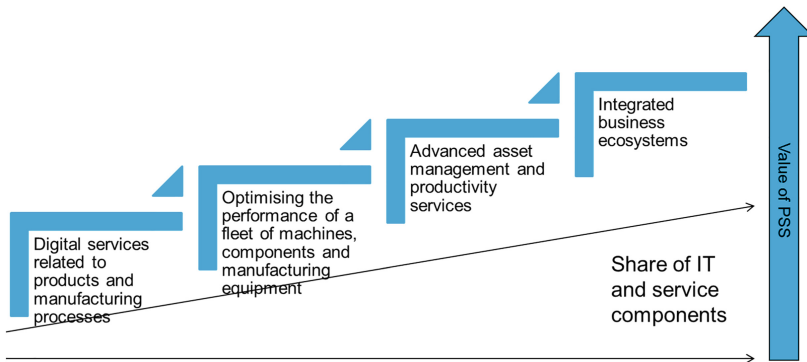 Digital services
related to
products and
manufacturing
processes
Optimising the
performance of a
fleet of machines,
components and
manufacturing
equipment
Advanced asset
management and
productivity
services
Integrated
business
ecosystems
Share of IT
and service
components
Value of PSS